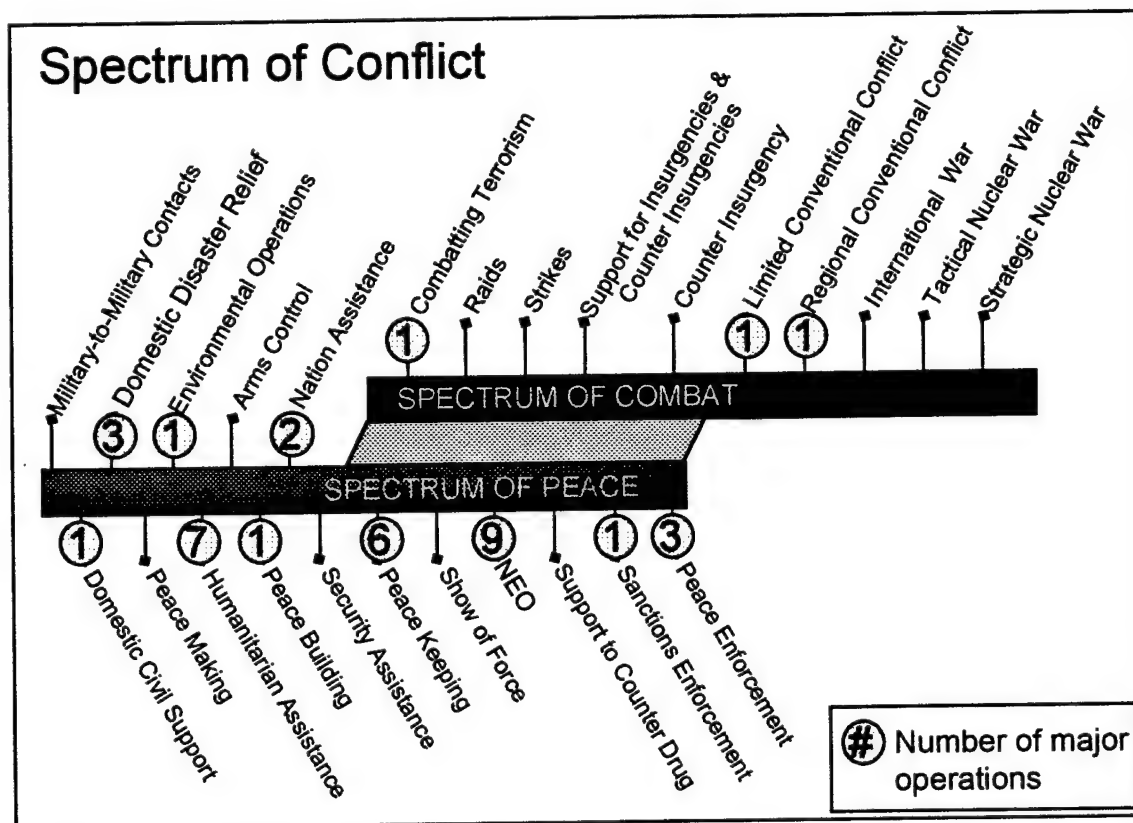 Spectrum of Conflict
Military-to-Military Contacts
3
Domestic Disaster Relief
1
Environmental Operations
Arms Control
2
Nation Assistance
1
Combatting Terrorism
Raids
Strikes
Support for Insurgencies &
Counter Insurgencies
Counter Insurgency
1
Limited Conventional Conflict
1
Regional Conventional Conflict
International War
Tactical Nuclear War
Strategic Nuclear War
SPECTRUM OF COMBAT
SPECTRUM OF PEACE
1
Domestic Civil Support
Peace Making
7
Humanitarian Assistance
1
Peace Building
Security Assistance
6
Peace Keeping
Show of Force
9
NEO
Support to Counter Drug
1
Sanctions Enforcement
3
Peace Enforcement
# Number of major
operations